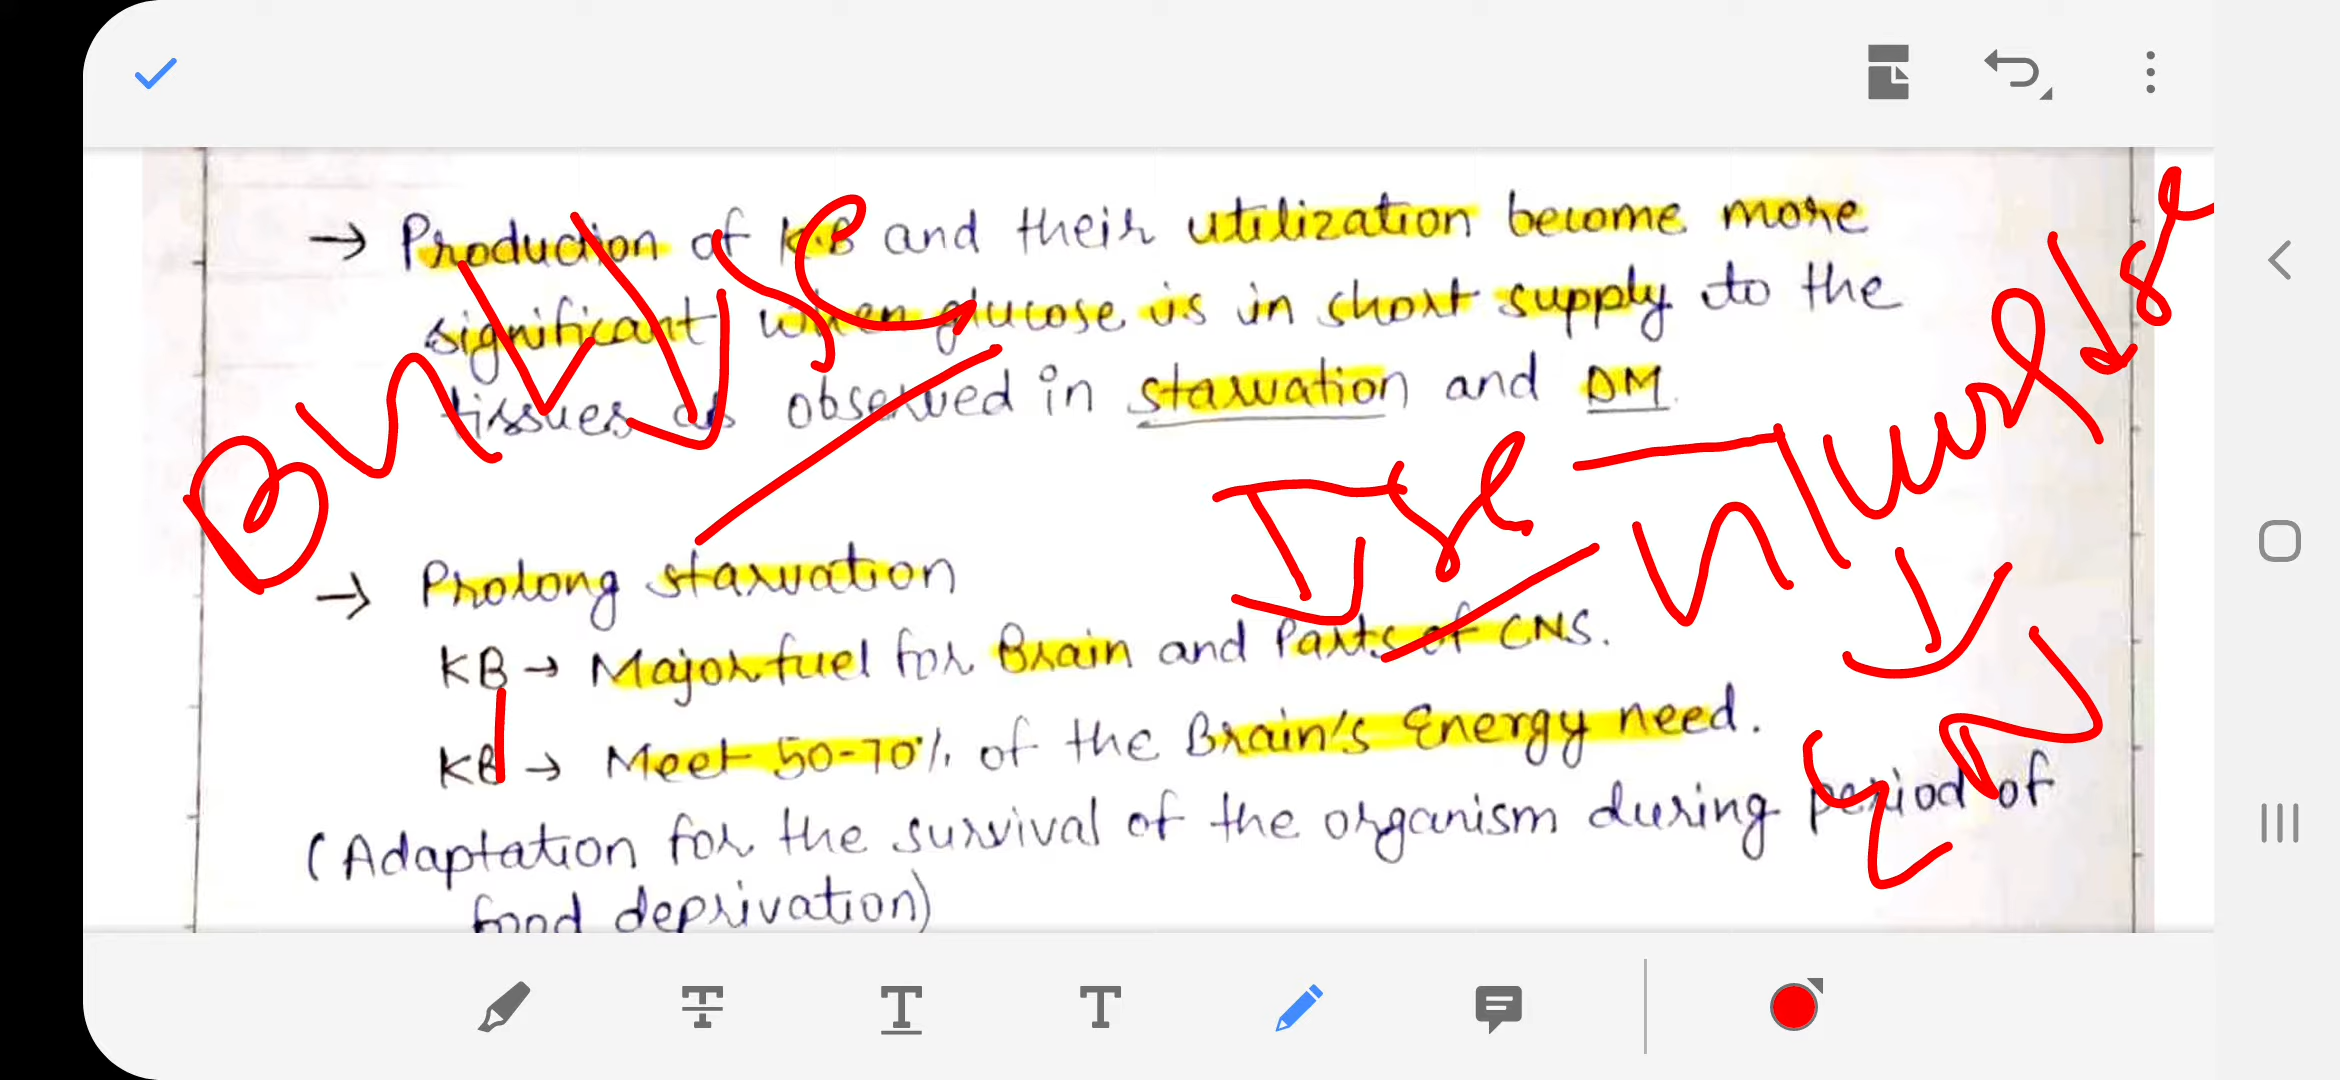 → Production of K.B and their utilization become more
significant when glucose is in short supply to the
tissues as observed in starvation and DM.
→ Prolong starvation
KB → Major fuel for Brain and Parts of CNS.
KB → Meet 50-70% of the Brain's Energy need.
(Adaptation for the survival of the organism during period of
food deprivation)